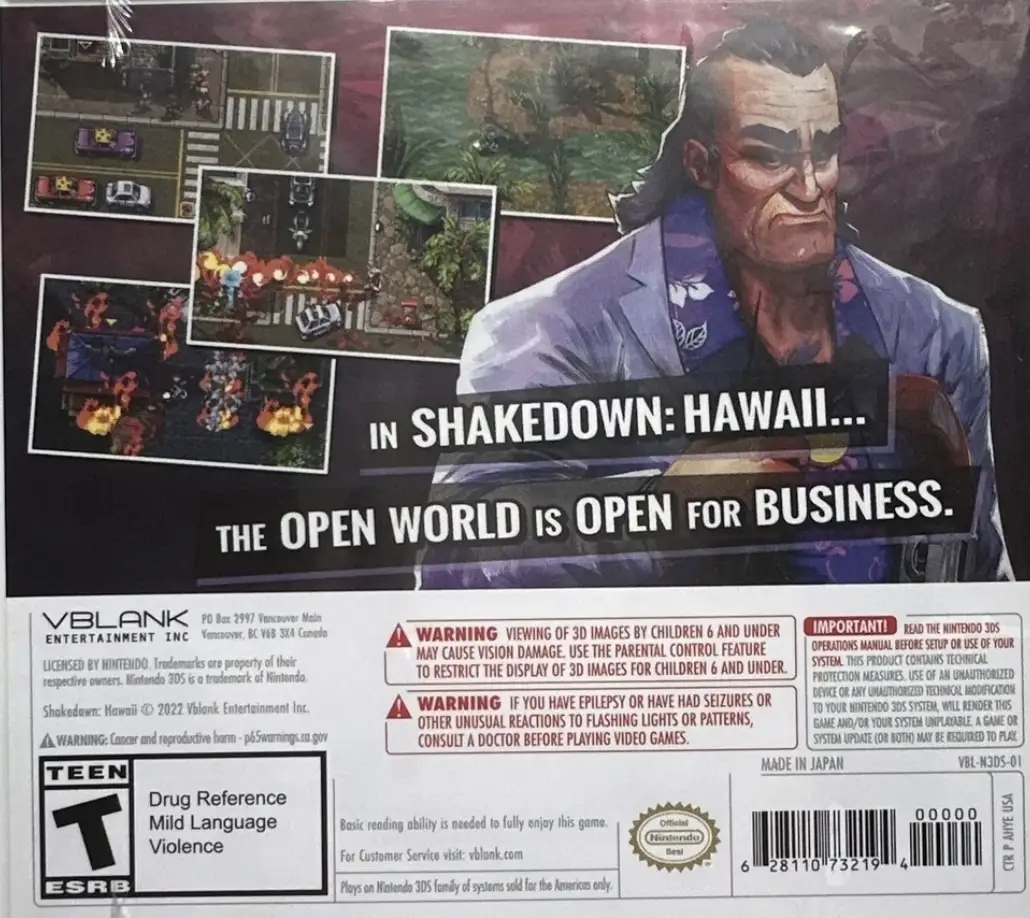 IN SHAKEDOWN: HAWAII...
THE OPEN WORLD IS OPEN FOR BUSINESS.
VBLANK
ENTERTAINMENT INC
PO Box 2997 Vancouver Main
Vancouver, BC V6B 3X4 Canada
LICENSED BY NINTENDO. Trademarks are property of their
respective owners. Nintendo 3DS is a trademark of Nintendo.
Shakedown: Hawaii © 2022 Vblank Entertainment Inc.
WARNING: Cancer and reproductive harm - p65warnings.ca.gov
TEEN
T
ESRB
Drug Reference
Mild Language
Violence
WARNING VIEWING OF 3D IMAGES BY CHILDREN 6 AND UNDER
MAY CAUSE VISION DAMAGE. USE THE PARENTAL CONTROL FEATURE
TO RESTRICT THE DISPLAY OF 3D IMAGES FOR CHILDREN 6 AND UNDER.
WARNING IF YOU HAVE EPILEPSY OR HAVE HAD SEIZURES OR
OTHER UNUSUAL REACTIONS TO FLASHING LIGHTS OR PATTERNS,
CONSULT A DOCTOR BEFORE PLAYING VIDEO GAMES.
IMPORTANT! READ THE NINTENDO 3DS
OPERATIONS MANUAL BEFORE SETUP OR USE OF YOUR
SYSTEM. THIS PRODUCT CONTAINS TECHNICAL
PROTECTION MEASURES. USE OF AN UNAUTHORIZED
DEVICE OR ANY UNAUTHORIZED TECHNICAL MODIFICATION
TO YOUR NINTENDO 3DS SYSTEM, WILL RENDER THIS
GAME AND/OR YOUR SYSTEM UNPLAYABLE. A GAME OR
SYSTEM UPDATE (OR BOTH) MAY BE REQUIRED TO PLAY.
MADE IN JAPAN
VBL-N3DS-01
Basic reading ability is needed to fully enjoy this game.
For Customer Service visit: vblank.com
Plays on Nintendo 3DS family of systems sold for the Americas only.
Official
Nintendo
Seal
00000
6 28110 73219 4
CTR P AHYE USA